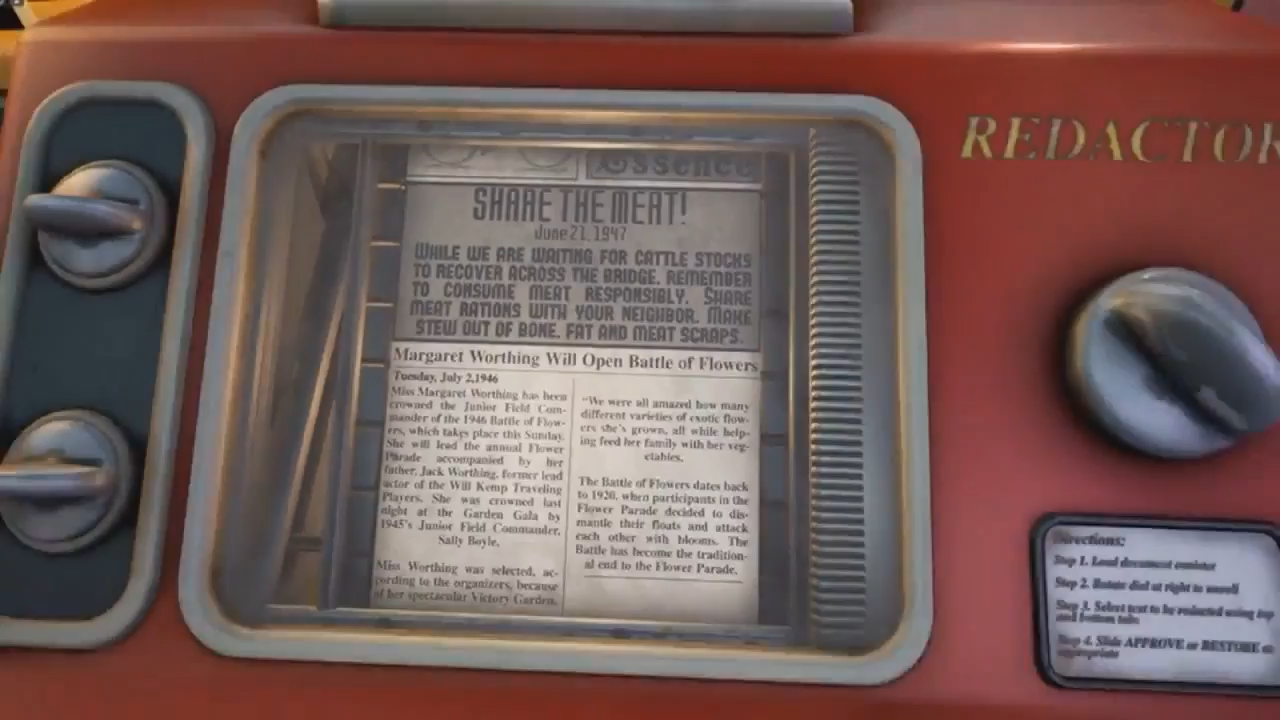 Essence
REDACTOR
SHARE THE MEAT!
June 21, 1947
WHILE WE ARE WAITING FOR CATTLE STOCKS
TO RECOVER ACROSS THE BRIDGE. REMEMBER
TO CONSUME MEAT RESPONSIBLY. SHARE
MEAT RATIONS WITH YOUR NEIGHBOR. MAKE
STEW OUT OF BONE. FAT AND MEAT SCRAPS.
Margaret Worthing Will Open Battle of Flowers
Tuesday, July 2,1946
Miss Margaret Worthing has been
crowned the Junior Field Com-
mander of the 1946 Battle of Flow-
ers, which takes place this Sunday.
She will lead the annual Flower
Parade accompanied by her
father, Jack Worthing, former lead
actor of the Will Kemp Traveling
Players. She was crowned last
night at the Garden Gala by
1945's Junior Field Commander,
Sally Boyle.
Miss Worthing was selected, ac-
cording to the organizers, because
of her spectacular Victory Garden.
"We were all amazed how many
different varieties of exotic flow-
ers she's grown, all while help-
ing feed her family with her veg-
etables.
The Battle of Flowers dates back
to 1920, when participants in the
Flower Parade decided to dis-
mantle their floats and attack
each other with blooms. The
Battle has become the tradition-
al end to the Flower Parade.
Directions:
Step 1. Load document canister
Step 2. Rotate dial at right to unroll
Step 3. Select text to be redacted using top
and bottom tabs
Step 4. Slide APPROVE or RESTORE as
appropriate